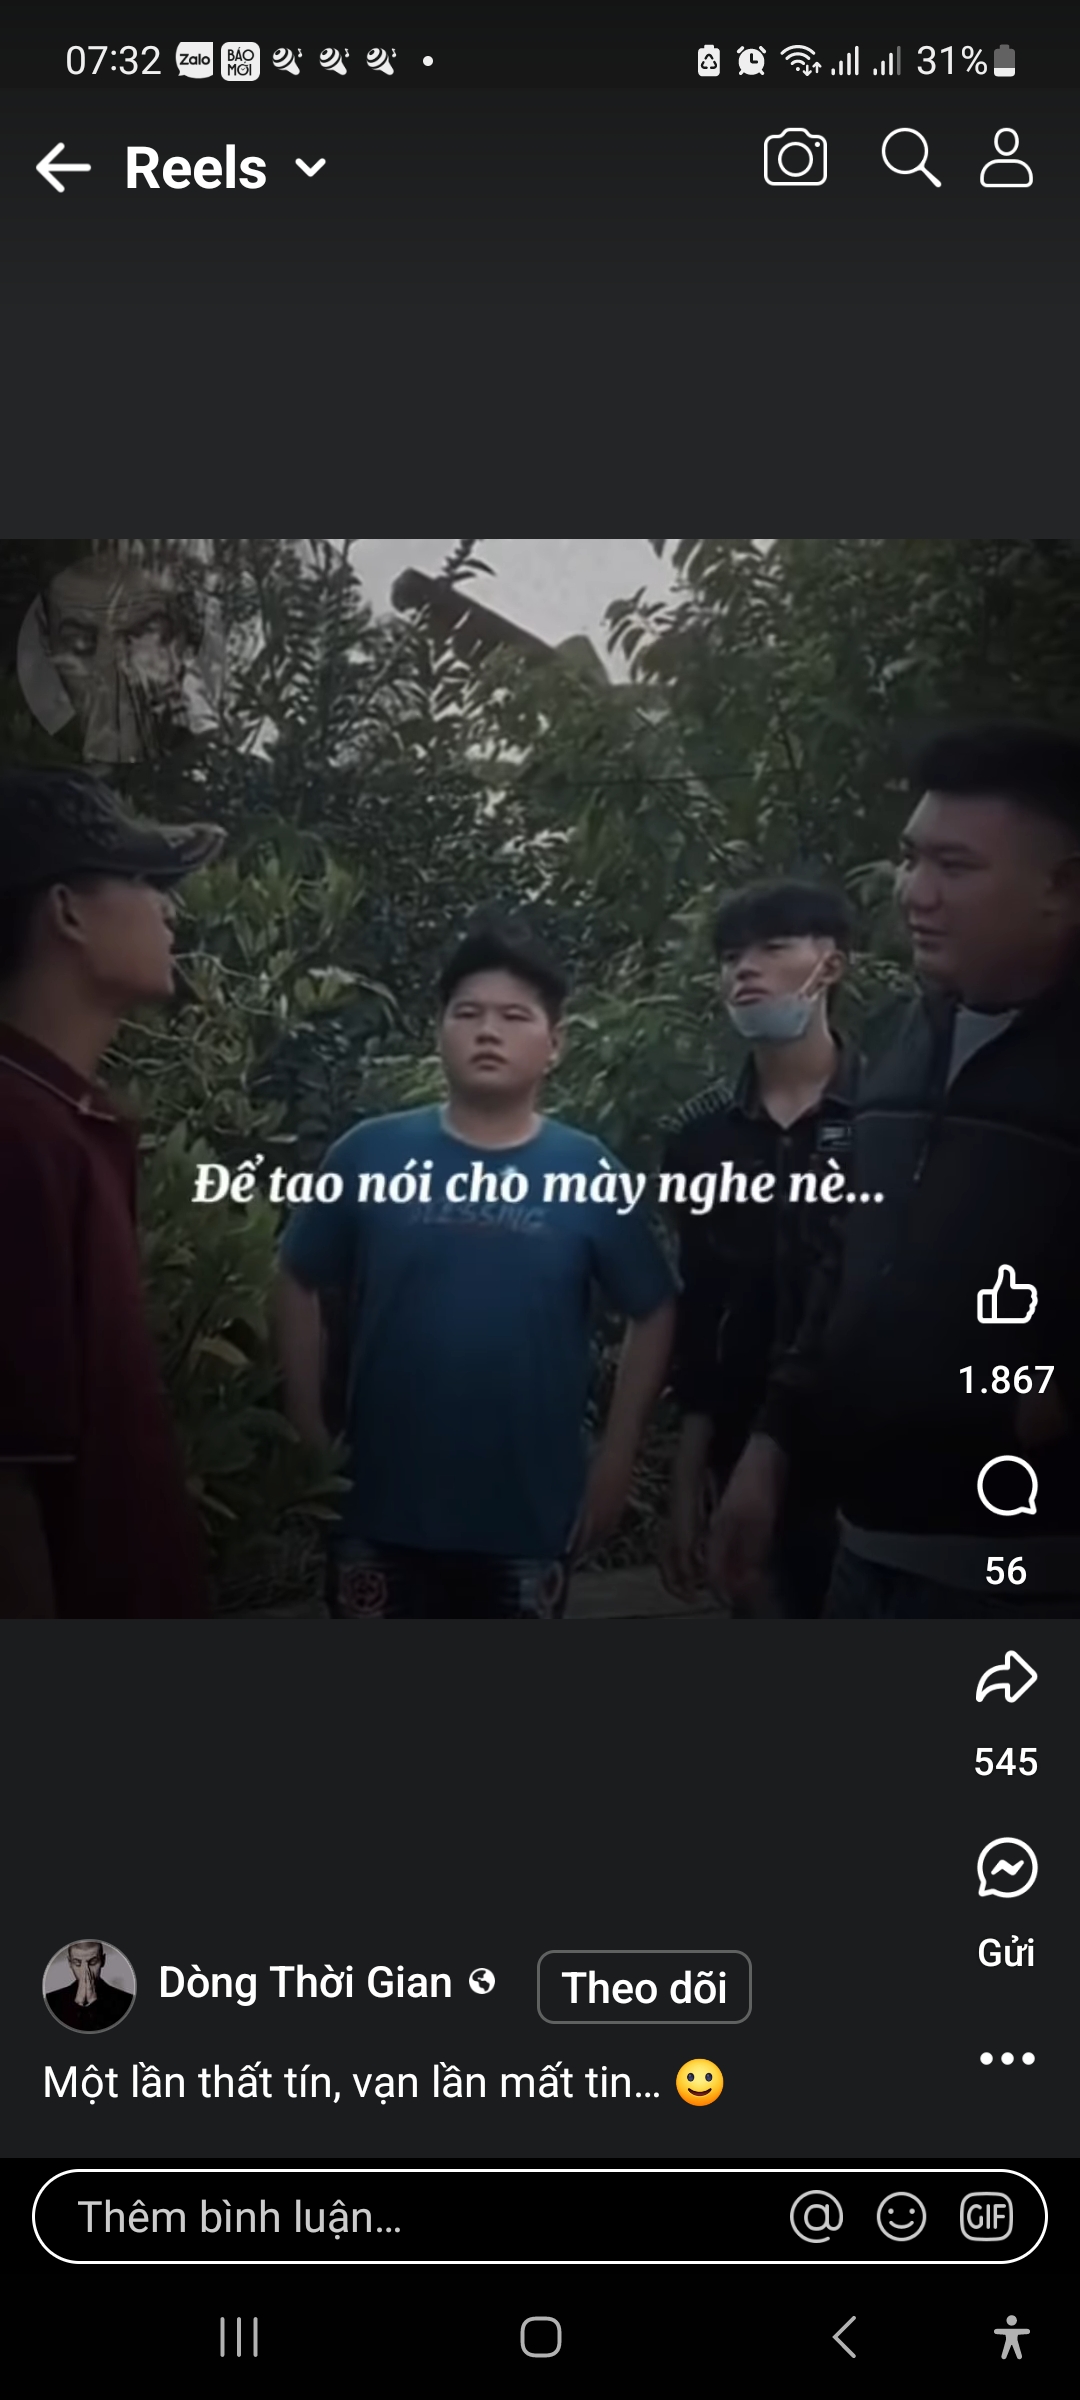 07:32 Zalo BÁO MỚI 31%
Reels
Để tao nói cho mày nghe nè...
BLESSING
1.867
56
545
Gửi
Dòng Thời Gian Theo dõi
Một lần thất tín, vạn lần mất tin... 🙂
Thêm bình luận... GIF